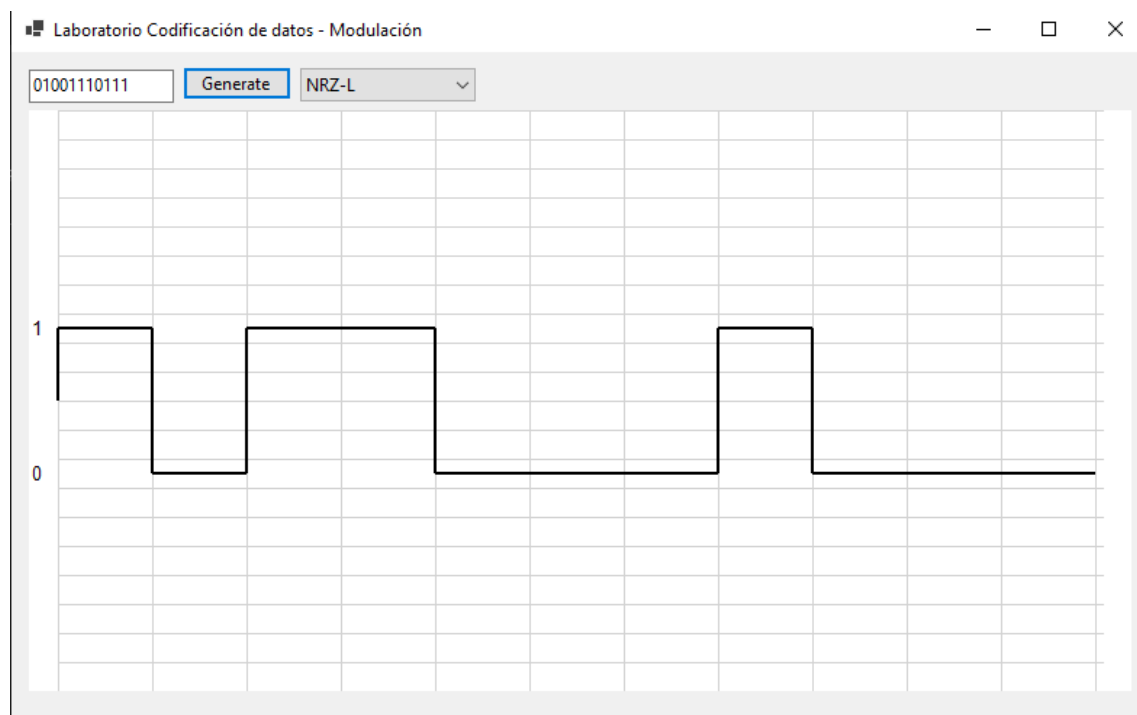 Laboratorio Codificación de datos - Modulación
01001110111 Generate NRZ-L
1
0